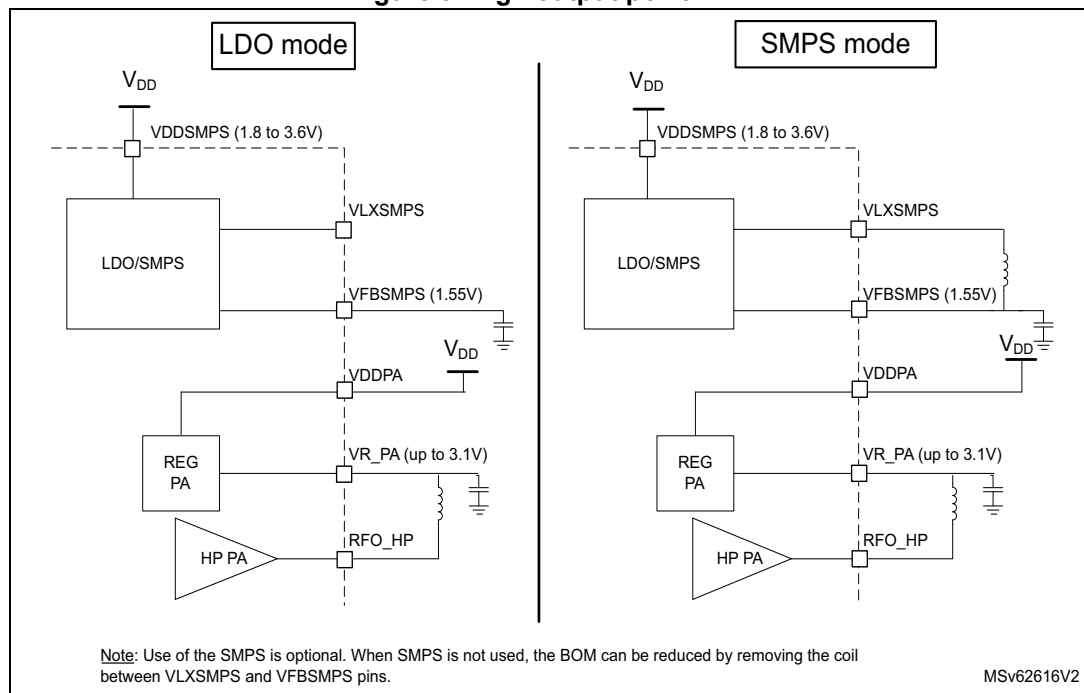 LDO mode
VDD
VDDSMPS (1.8 to 3.6V)
LDO/SMPS
VLXSMPS
VFBSMPS (1.55V)
VDD
VDDPA
REG
PA
VR_PA (up to 3.1V)
HP PA
RFO_HP
SMPS mode
VDD
VDDSMPS (1.8 to 3.6V)
LDO/SMPS
VLXSMPS
VFBSMPS (1.55V)
VDD
VDDPA
REG
PA
VR_PA (up to 3.1V)
HP PA
RFO_HP
Note: Use of the SMPS is optional. When SMPS is not used, the BOM can be reduced by removing the coil
between VLXSMPS and VFBSMPS pins.
MSv62616V2